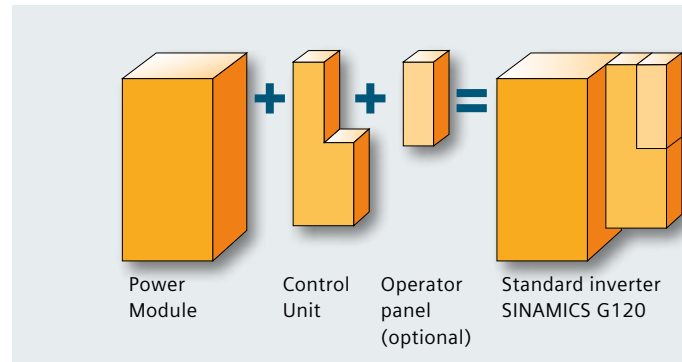 Power
Module
Control
Unit
Operator
panel
(optional)
Standard inverter
SINAMICS G120